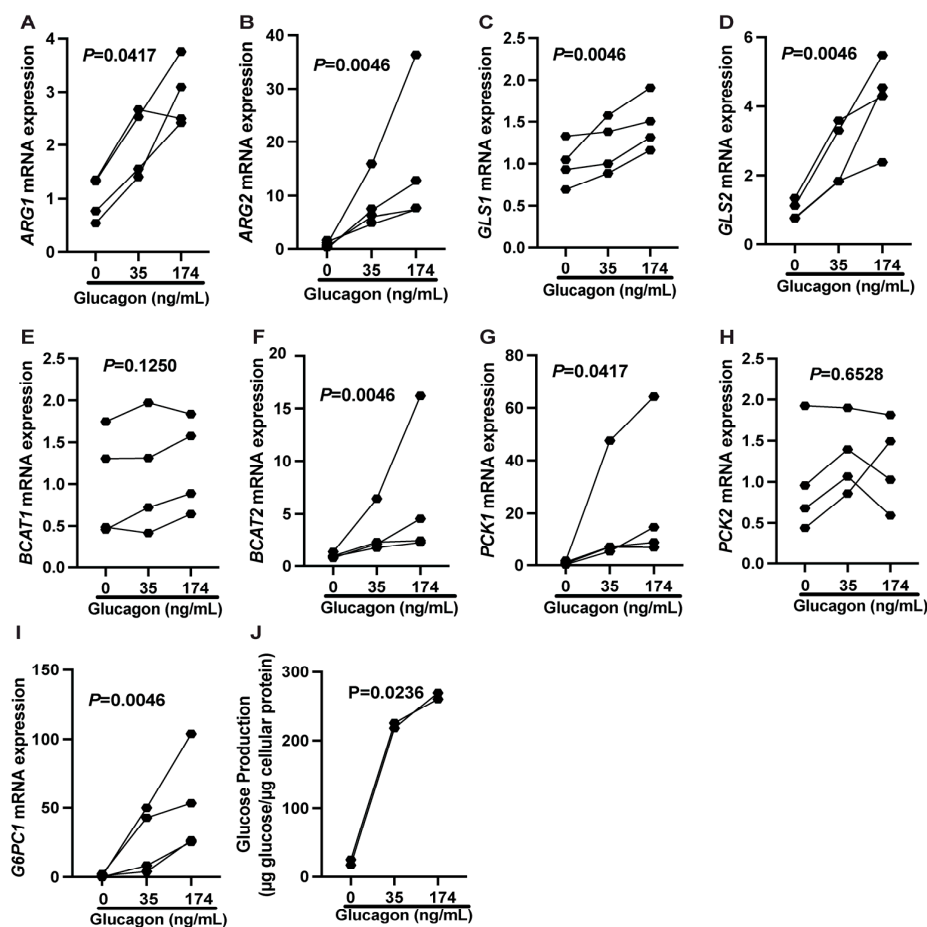 A
ARG1 mRNA expression
4
3
2
1
0
P=0.0417
0 35 174
Glucagon (ng/mL)
B
ARG2 mRNA expression
40
30
20
10
0
P=0.0046
0 35 174
Glucagon (ng/mL)
C
GLS1 mRNA expression
2.5
2.0
1.5
1.0
0.5
0.0
P=0.0046
0 35 174
Glucagon (ng/mL)
D
GLS2 mRNA expression
6
4
2
0
P=0.0046
0 35 174
Glucagon (ng/mL)
E
BCAT1 mRNA expression
2.5
2.0
1.5
1.0
0.5
0.0
P=0.1250
0 35 174
Glucagon (ng/mL)
F
BCAT2 mRNA expression
20
15
10
5
0
P=0.0046
0 35 174
Glucagon (ng/mL)
G
PCK1 mRNA expression
80
60
40
20
0
P=0.0417
0 35 174
Glucagon (ng/mL)
H
PCK2 mRNA expression
2.5
2.0
1.5
1.0
0.5
0.0
P=0.6528
0 35 174
Glucagon (ng/mL)
I
G6PC1 mRNA expression
150
100
50
0
P=0.0046
0 35 174
Glucagon (ng/mL)
J
Glucose Production
(µg glucose/µg cellular protein)
300
200
100
0
P=0.0236
0 35 174
Glucagon (ng/mL)